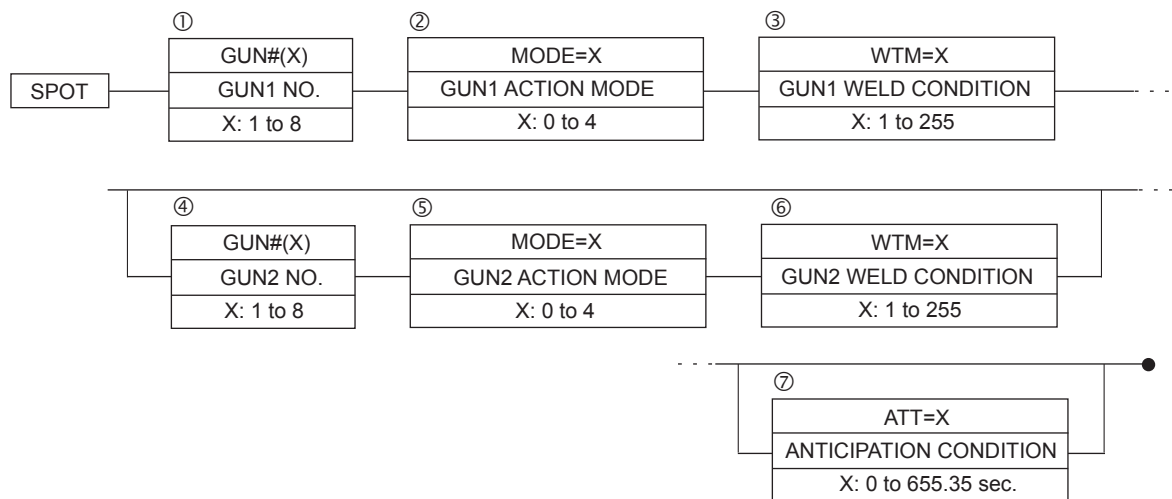 ① ② ③
GUN#(X) MODE=X WTM=X
SPOT GUN1 NO. GUN1 ACTION MODE GUN1 WELD CONDITION
X: 1 to 8 X: 0 to 4 X: 1 to 255
④ ⑤ ⑥
GUN#(X) MODE=X WTM=X
GUN2 NO. GUN2 ACTION MODE GUN2 WELD CONDITION
X: 1 to 8 X: 0 to 4 X: 1 to 255
⑦
ATT=X
ANTICIPATION CONDITION
X: 0 to 655.35 sec.